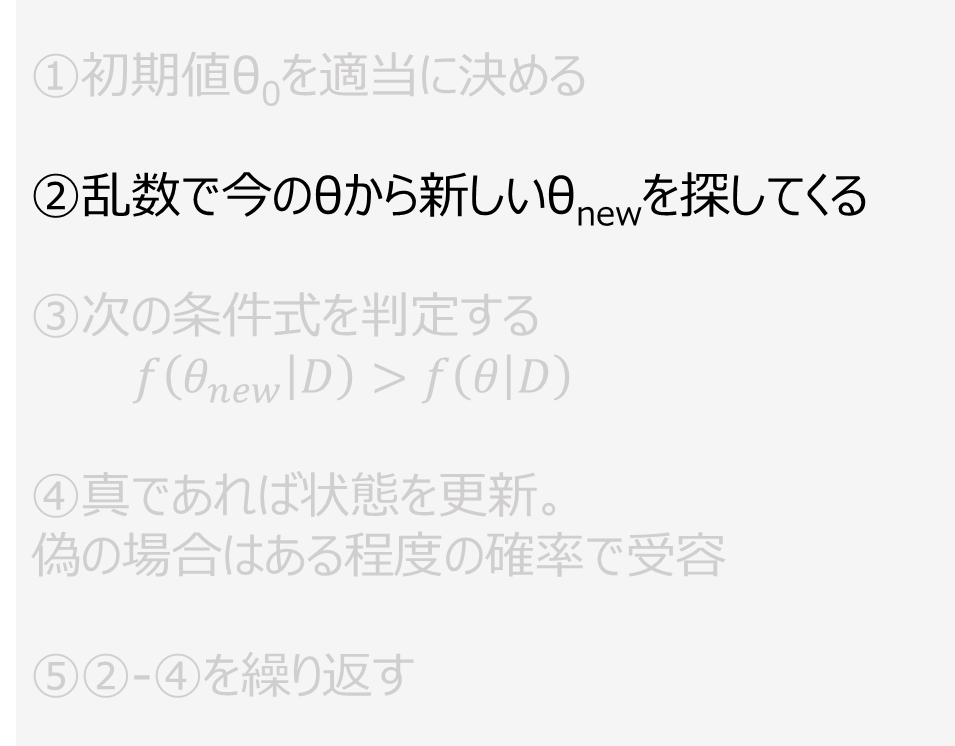 ①初期値θ0を適当に決める
②乱数で今のθから新しいθnewを探してくる
③次の条件式を判定する
f(θnew|D) > f(θ|D)
④真であれば状態を更新。
偽の場合はある程度の確率で受容
⑤②-④を繰り返す